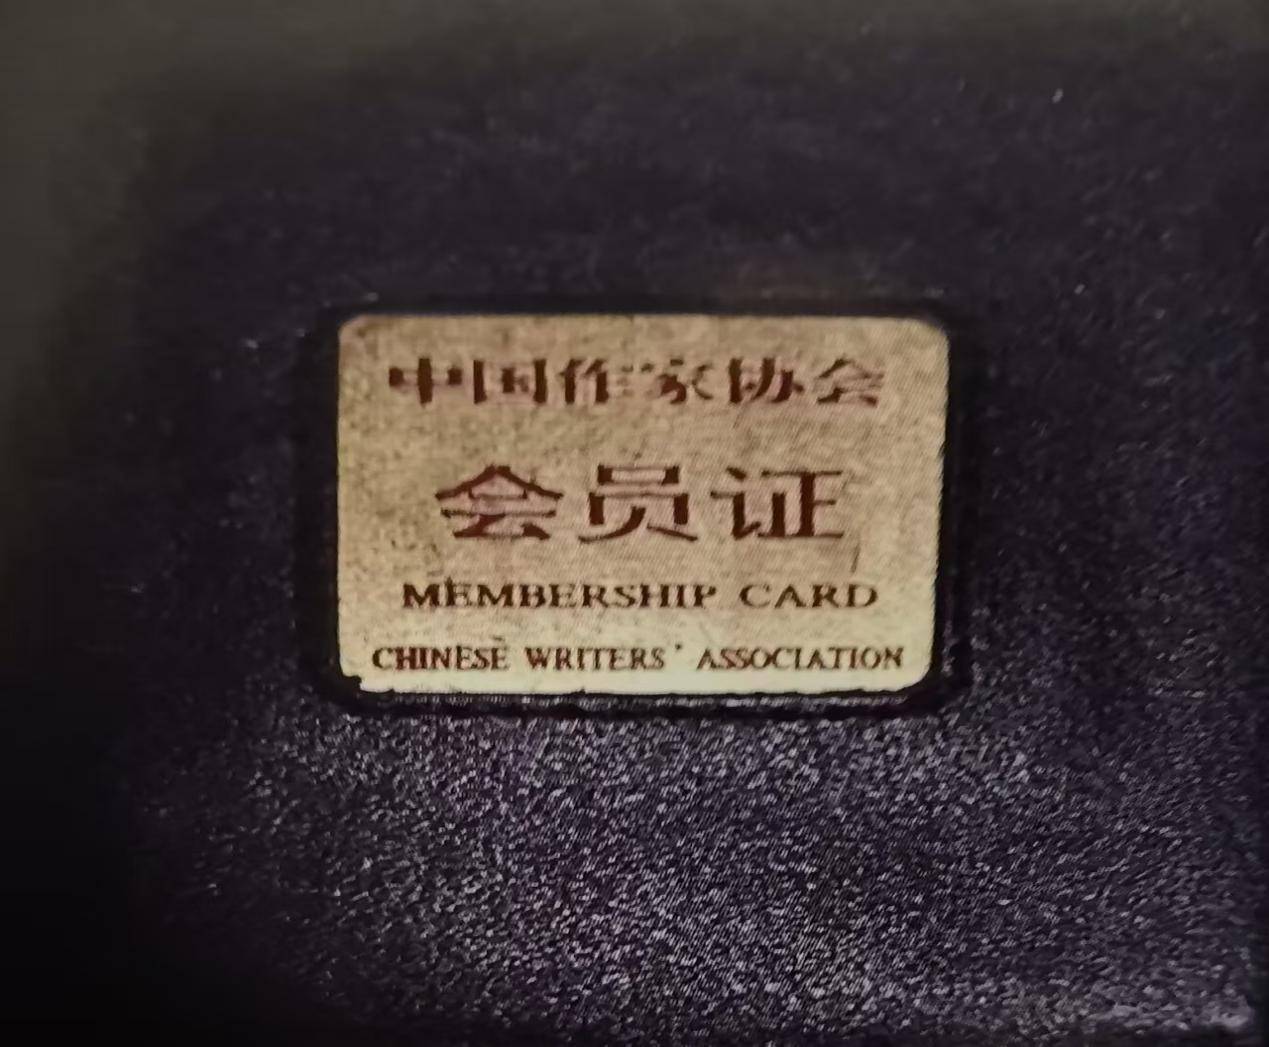 中国作家协会
会员证
MEMBERSHIP CARD
CHINESE WRITERS' ASSOCIATION